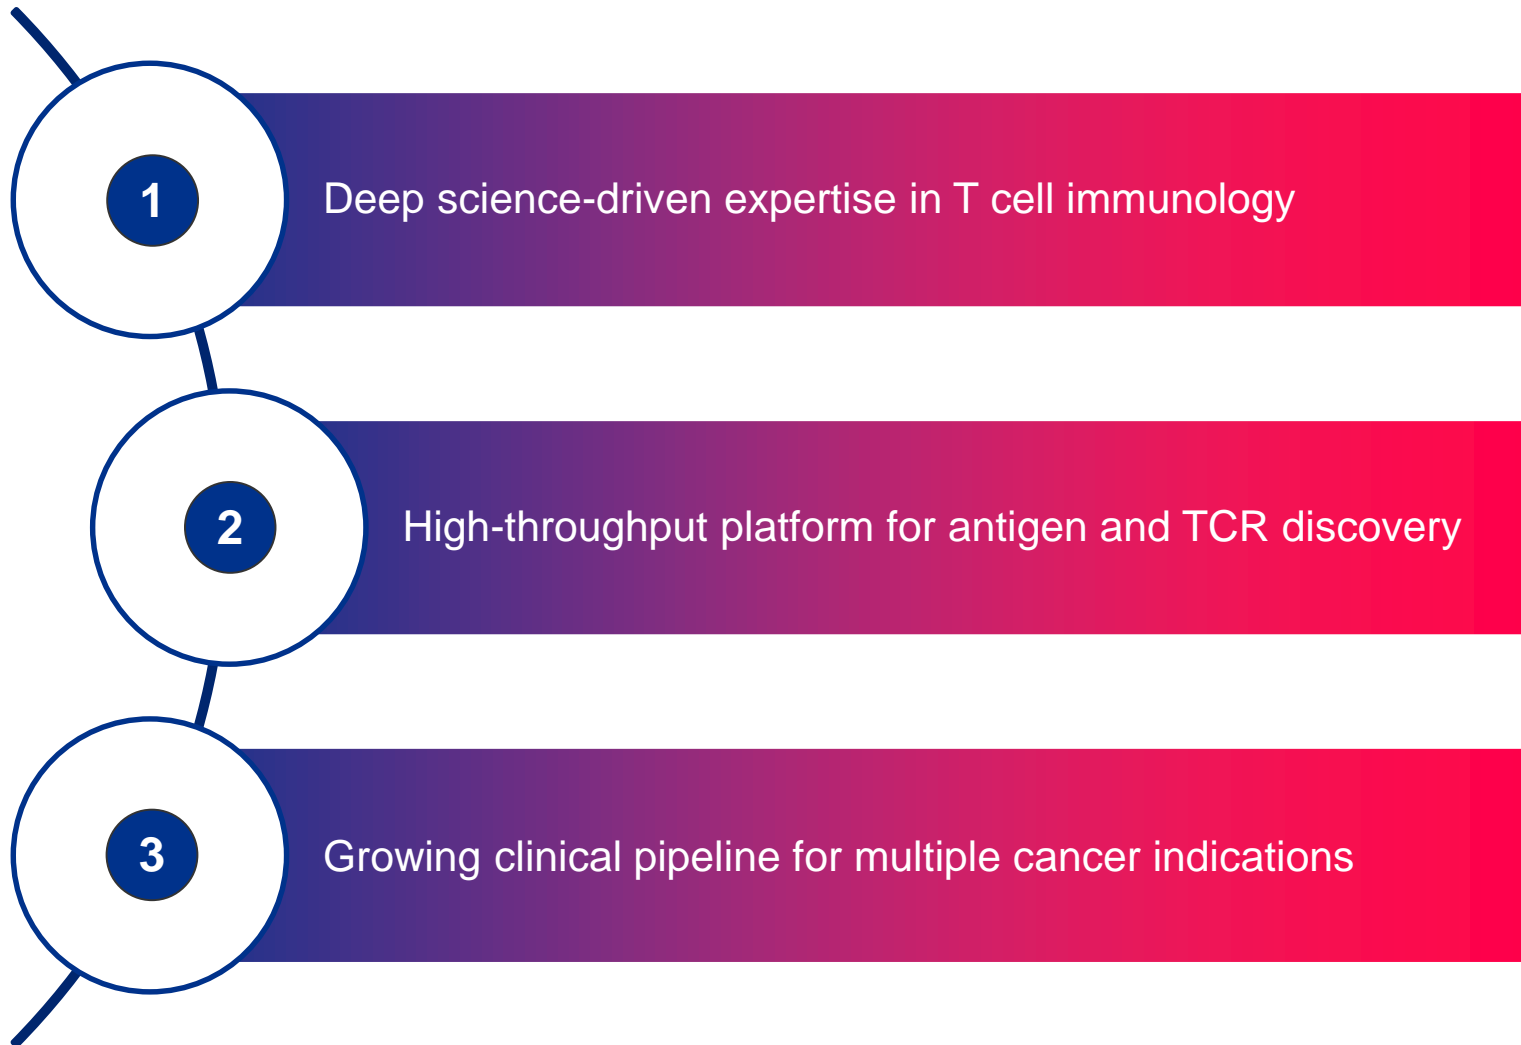 1
Deep science-driven expertise in T cell immunology
2
High-throughput platform for antigen and TCR discovery
3
Growing clinical pipeline for multiple cancer indications